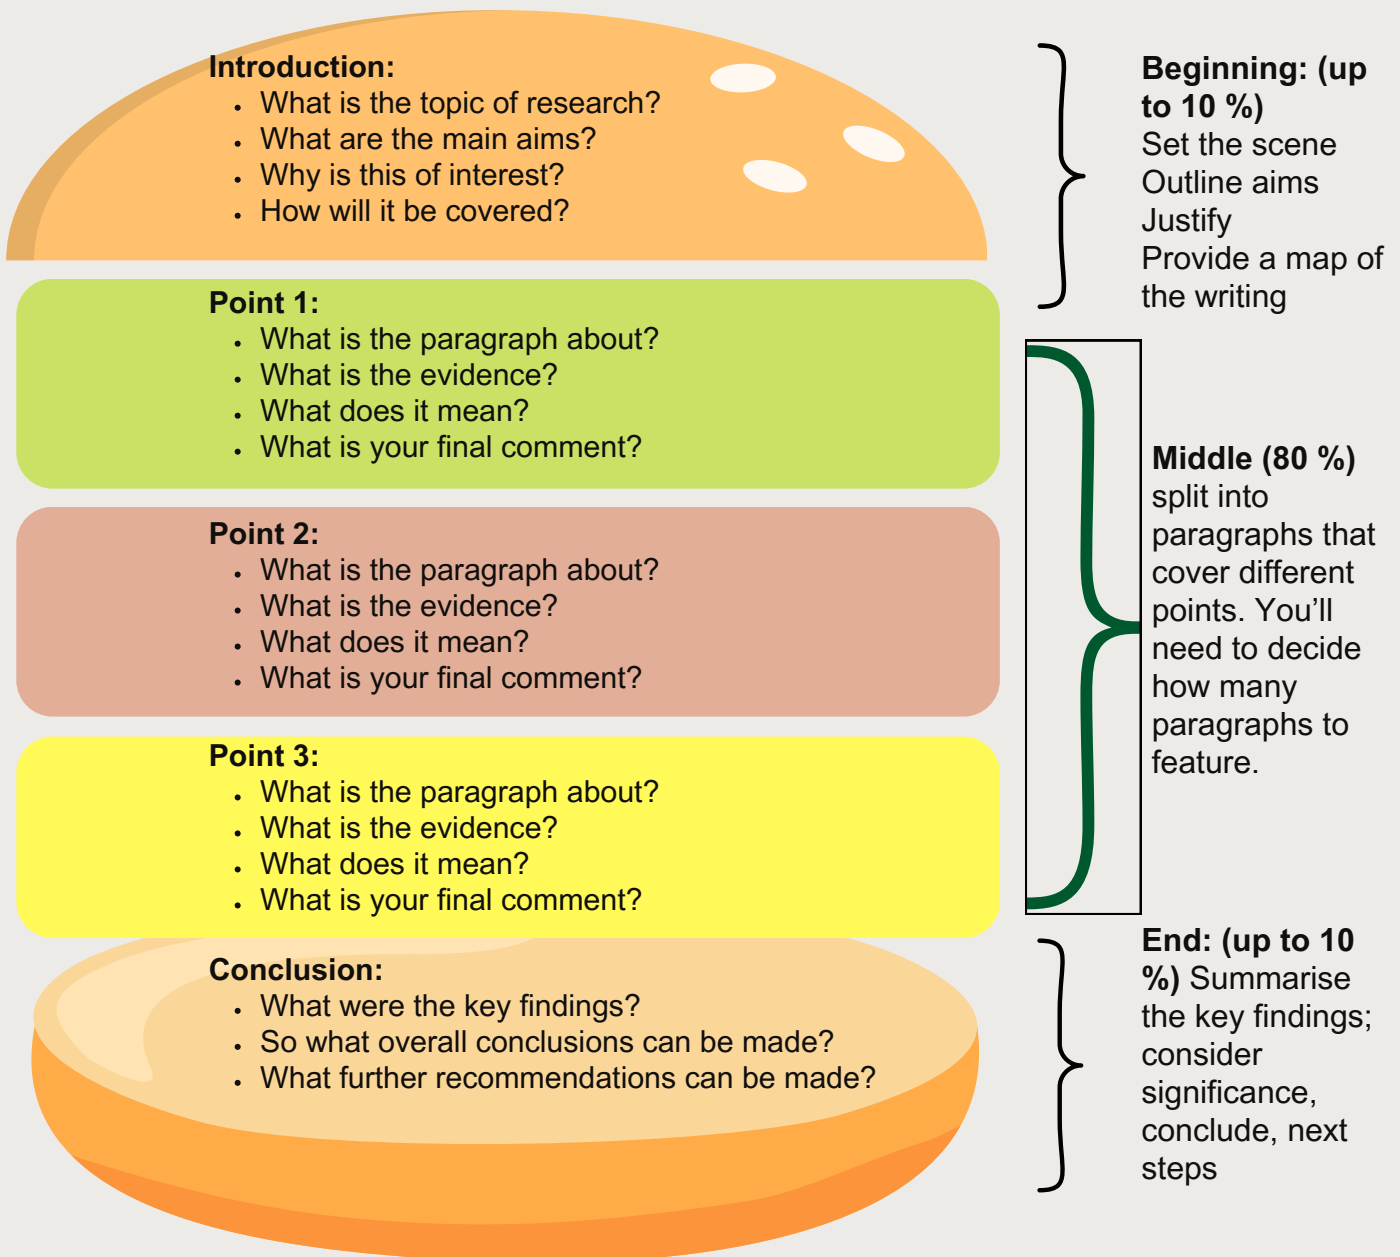 Introduction:
• What is the topic of research?
• What are the main aims?
• Why is this of interest?
• How will it be covered?
Beginning: (up
to 10 %)
Set the scene
Outline aims
Justify
Provide a map of
the writing
Point 1:
• What is the paragraph about?
• What is the evidence?
• What does it mean?
• What is your final comment?
Point 2:
• What is the paragraph about?
• What is the evidence?
• What does it mean?
• What is your final comment?
Point 3:
• What is the paragraph about?
• What is the evidence?
• What does it mean?
• What is your final comment?
Middle (80 %)
split into
paragraphs that
cover different
points. You’ll
need to decide
how many
paragraphs to
feature.
Conclusion:
• What were the key findings?
• So what overall conclusions can be made?
• What further recommendations can be made?
End: (up to 10
%) Summarise
the key findings;
consider
significance,
conclude, next
steps